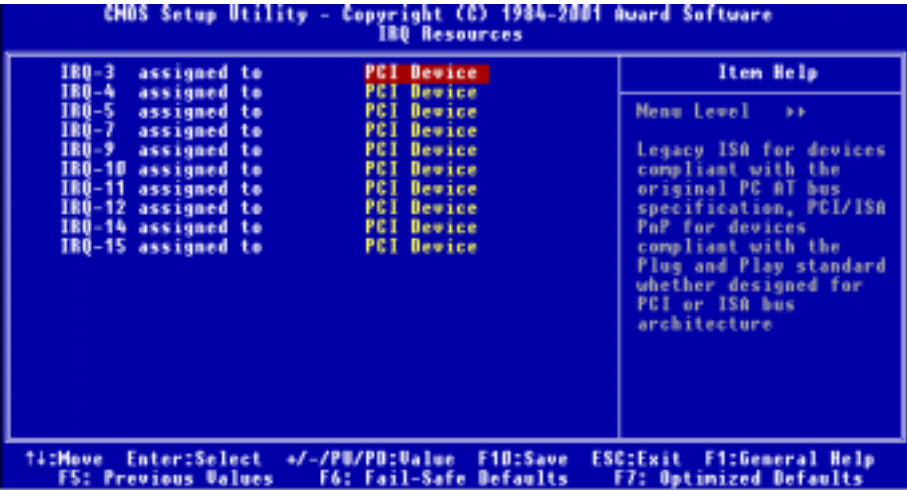 CMOS Setup Utility - Copyright (C) 1984-2001 Award Software
IRQ Resources
IRQ-3 assigned to PCI Device
IRQ-4 assigned to PCI Device
IRQ-5 assigned to PCI Device
IRQ-7 assigned to PCI Device
IRQ-9 assigned to PCI Device
IRQ-10 assigned to PCI Device
IRQ-11 assigned to PCI Device
IRQ-12 assigned to PCI Device
IRQ-14 assigned to PCI Device
IRQ-15 assigned to PCI Device
Item Help
Menu Level ▸▸
Legacy ISA for devices
compliant with the
original PC AT bus
specification, PCI/ISA
PnP for devices
compliant with the
Plug and Play standard
whether designed for
PCI or ISA bus
architecture
↑↓:Move Enter:Select +/-/PU/PD:Value F10:Save ESC:Exit F1:General Help
F5: Previous Values F6: Fail-Safe Defaults F7: Optimized Defaults